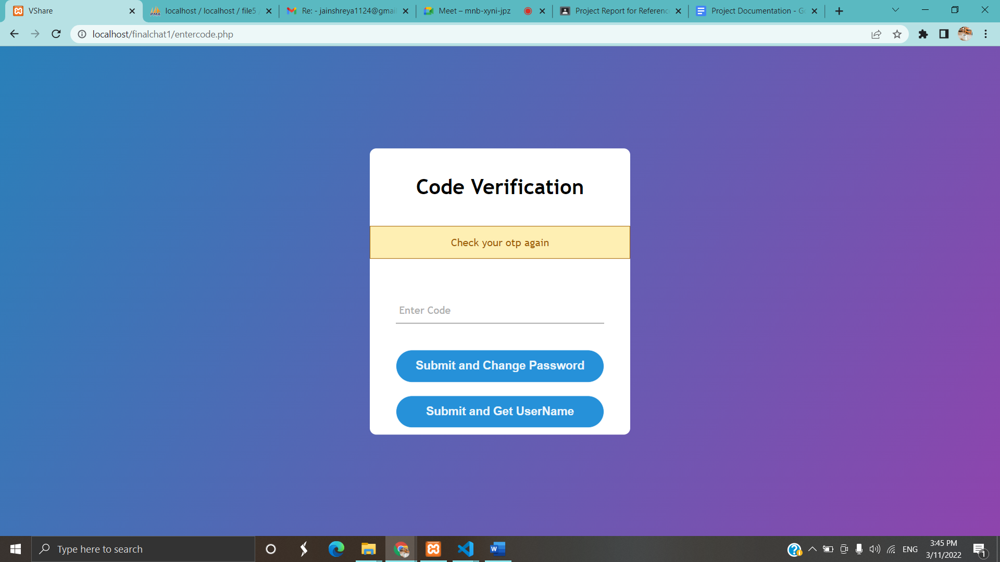 VShare
localhost / localhost / file5 /
Re: - jainshreya1124@gmai
Meet – mnb-xyni-jpz
Project Report for Referenc
Project Documentation - Go
localhost/finalchat1/entercode.php
Code Verification
Check your otp again
Enter Code
Submit and Change Password
Submit and Get UserName
Type here to search
ENG
3:45 PM
3/11/2022
1